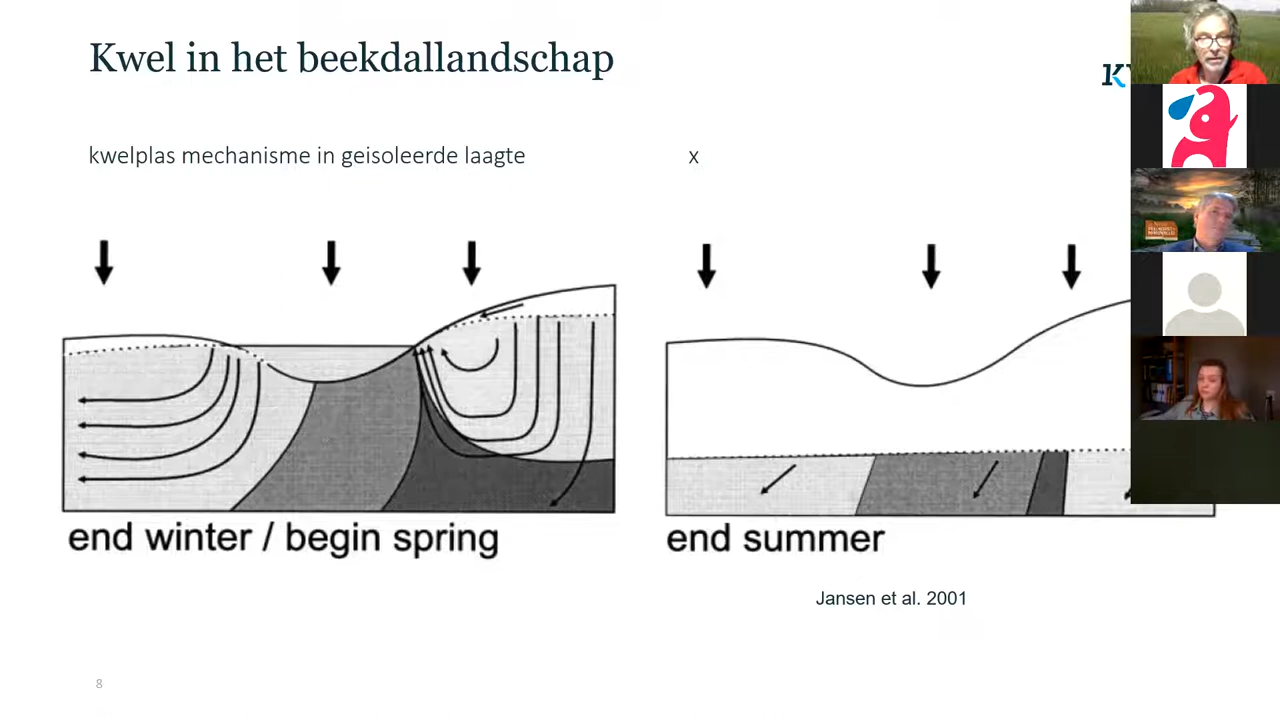 Kwel in het beekdallandschap
kwelplas mechanisme in geisoleerde laagte
x
end winter / begin spring
end summer
Jansen et al. 2001
8